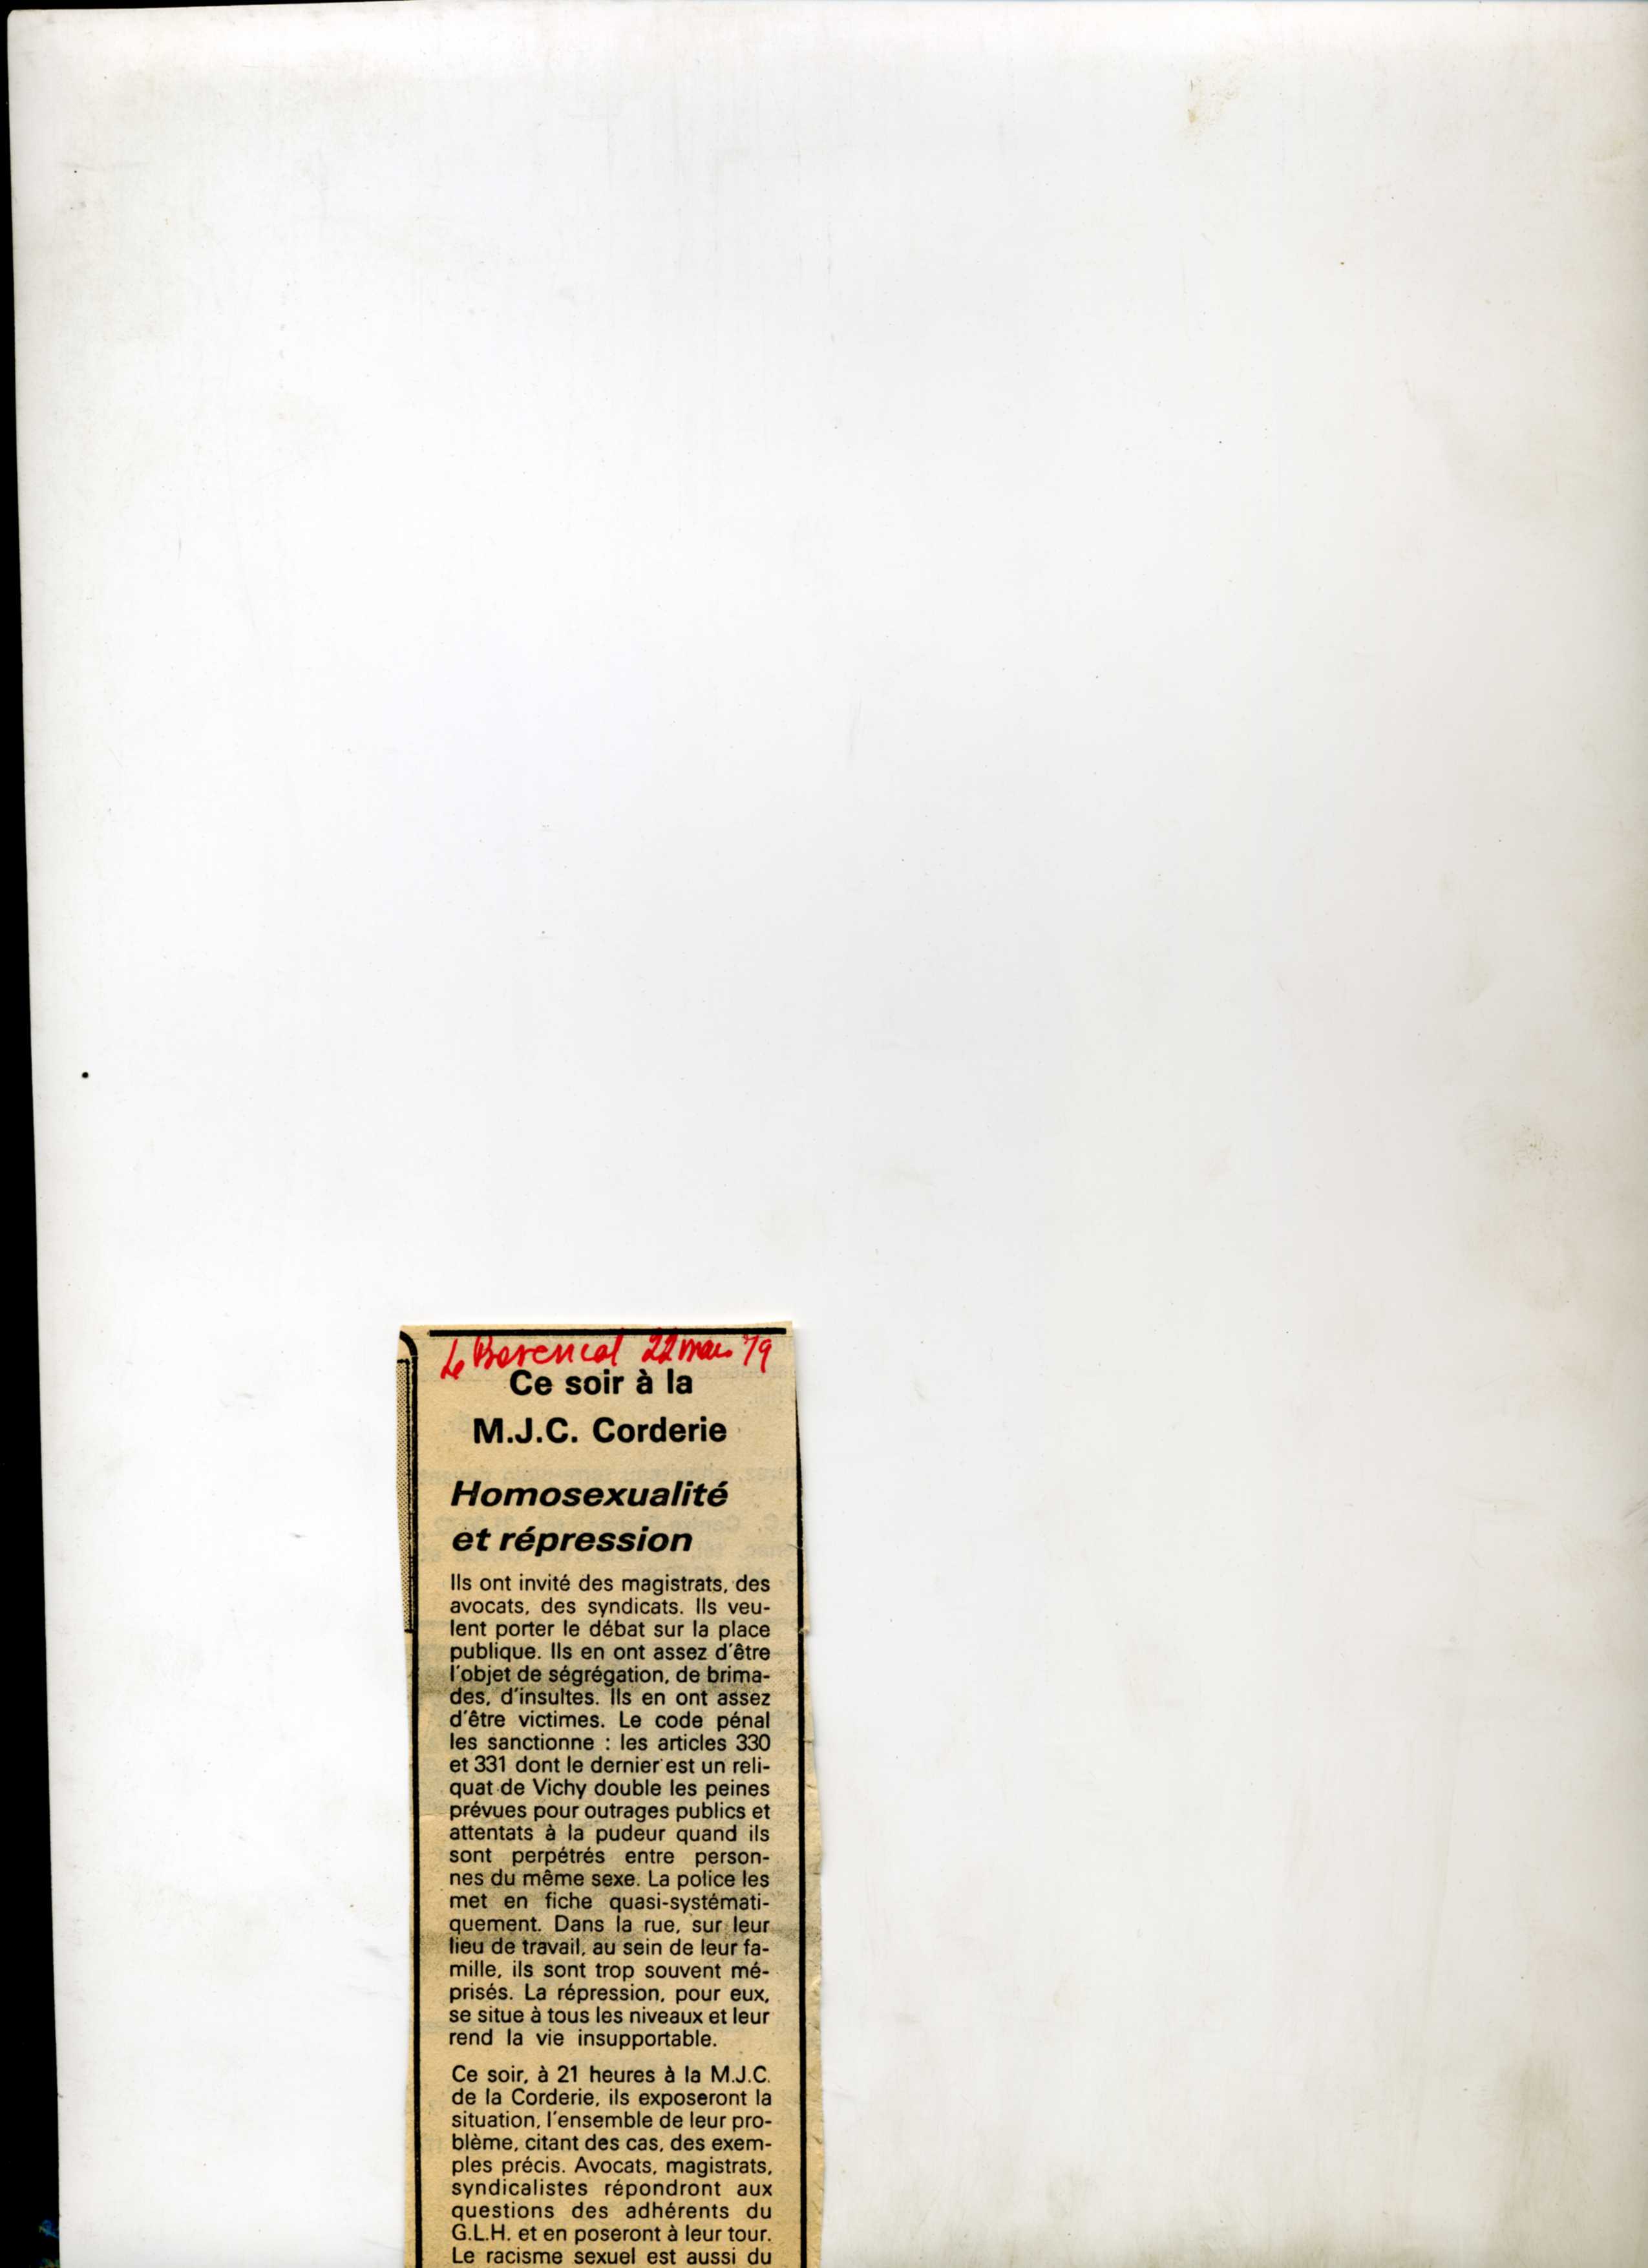 Le Provençal 22 mai 79
Ce soir à la
M.J.C. Corderie
Homosexualité
et répression
Ils ont invité des magistrats, des
avocats, des syndicats. Ils veu-
lent porter le débat sur la place
publique. Ils en ont assez d'être
l'objet de ségrégation, de brima-
des, d'insultes. Ils en ont assez
d'être victimes. Le code pénal
les sanctionne : les articles 330
et 331 dont le dernier est un reli-
quat de Vichy double les peines
prévues pour outrages publics et
attentats à la pudeur quand ils
sont perpétrés entre person-
nes du même sexe. La police les
met en fiche quasi-systémati-
quement. Dans la rue, sur leur
lieu de travail, au sein de leur fa-
mille, ils sont trop souvent mé-
prisés. La répression, pour eux,
se situe à tous les niveaux et leur
rend la vie insupportable.
Ce soir, à 21 heures à la M.J.C.
de la Corderie, ils exposeront la
situation, l'ensemble de leur pro-
blème, citant des cas, des exem-
ples précis. Avocats, magistrats,
syndicalistes répondront aux
questions des adhérents du
G.L.H. et en poseront à leur tour.
Le racisme sexuel est aussi du